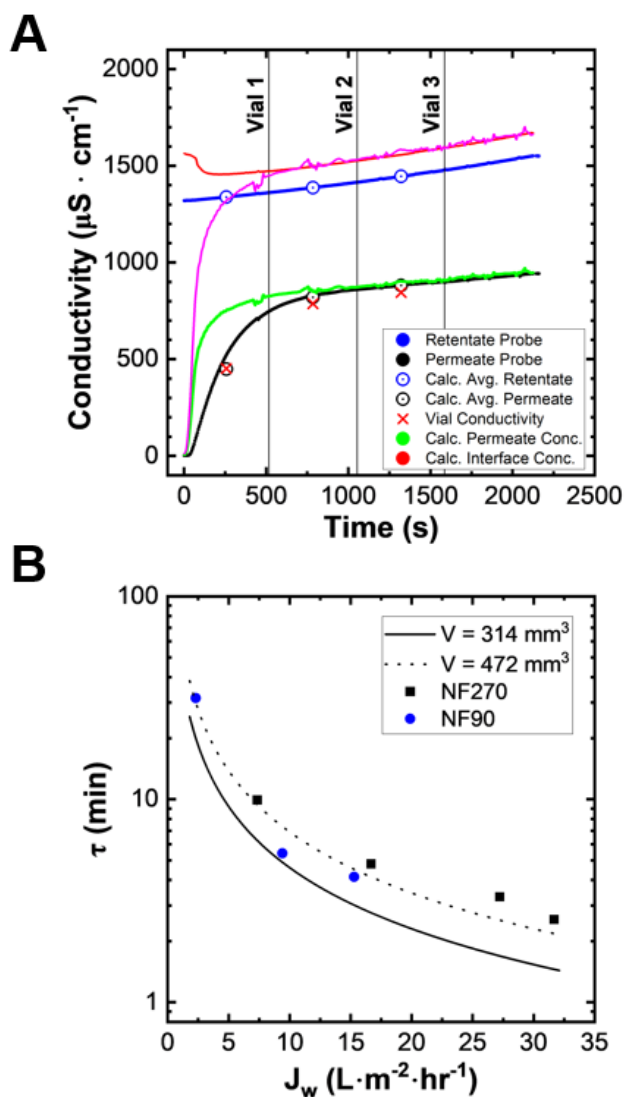 A
Conductivity (μS · cm⁻¹)
2000
1500
1000
500
0
Vial 1
Vial 2
Vial 3
Retentate Probe
Permeate Probe
Calc. Avg. Retentate
Calc. Avg. Permeate
Vial Conductivity
Calc. Permeate Conc.
Calc. Interface Conc.
0 500 1000 1500 2000 2500
Time (s)
B
τ (min)
100
10
1
V = 314 mm³
V = 472 mm³
NF270
NF90
0 5 10 15 20 25 30 35
J_w (L·m⁻²·hr⁻¹)